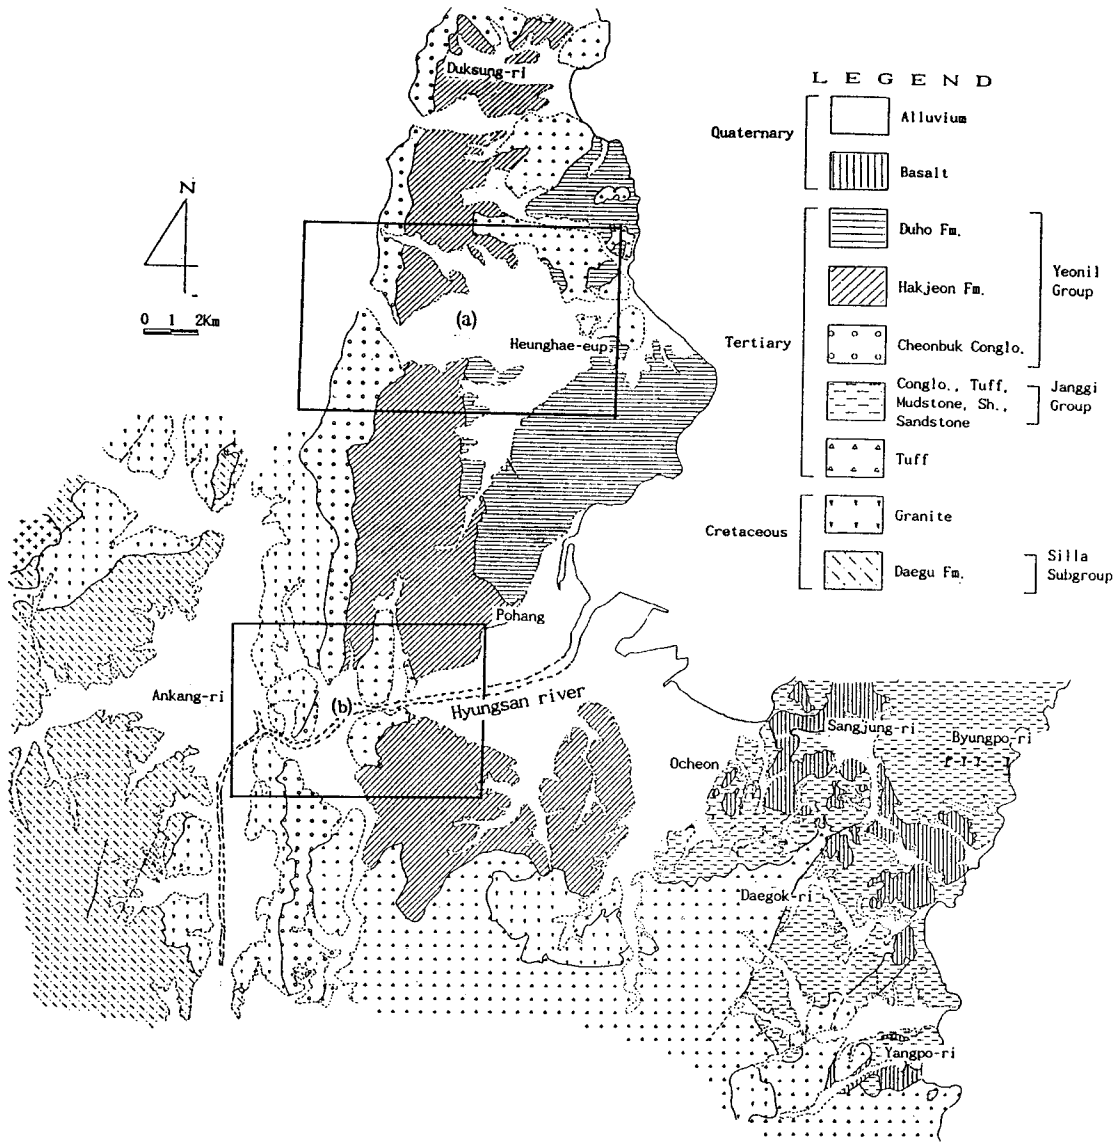 Duksung-ri
N
0 1 2Km
(a)
Heunghae-eup.
Pohang
Ankang-ri
(b)
Hyungsan river
Ocheon
Sangjung-ri
Byungpo-ri
Daegok-ri
Yangpo-ri
L E G E N D
Quaternary
Alluvium
Basalt
Tertiary
Duho Fm.
Hakjeon Fm.
Cheonbuk Conglo.
Yeonil
Group
Conglo., Tuff,
Mudstone, Sh.,
Sandstone
Janggi
Group
Tuff
Cretaceous
Granite
Daegu Fm.
Silla
Subgroup